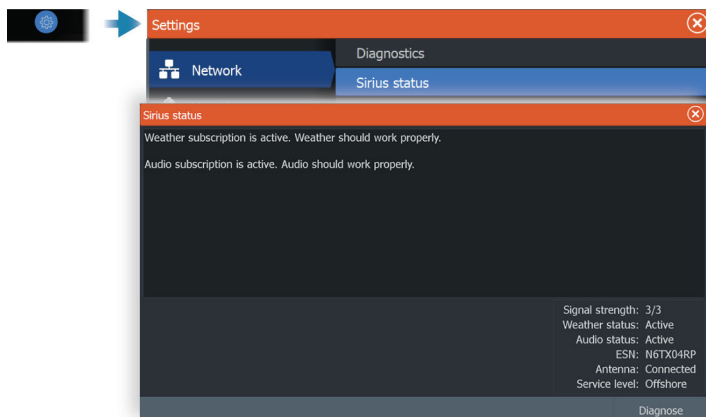 Settings
Diagnostics
Network
Sirius status
Sirius status
Weather subscription is active. Weather should work properly.
Audio subscription is active. Audio should work properly.
Signal strength: 3/3
Weather status: Active
Audio status: Active
ESN: N6TX04RP
Antenna: Connected
Service level: Offshore
Diagnose